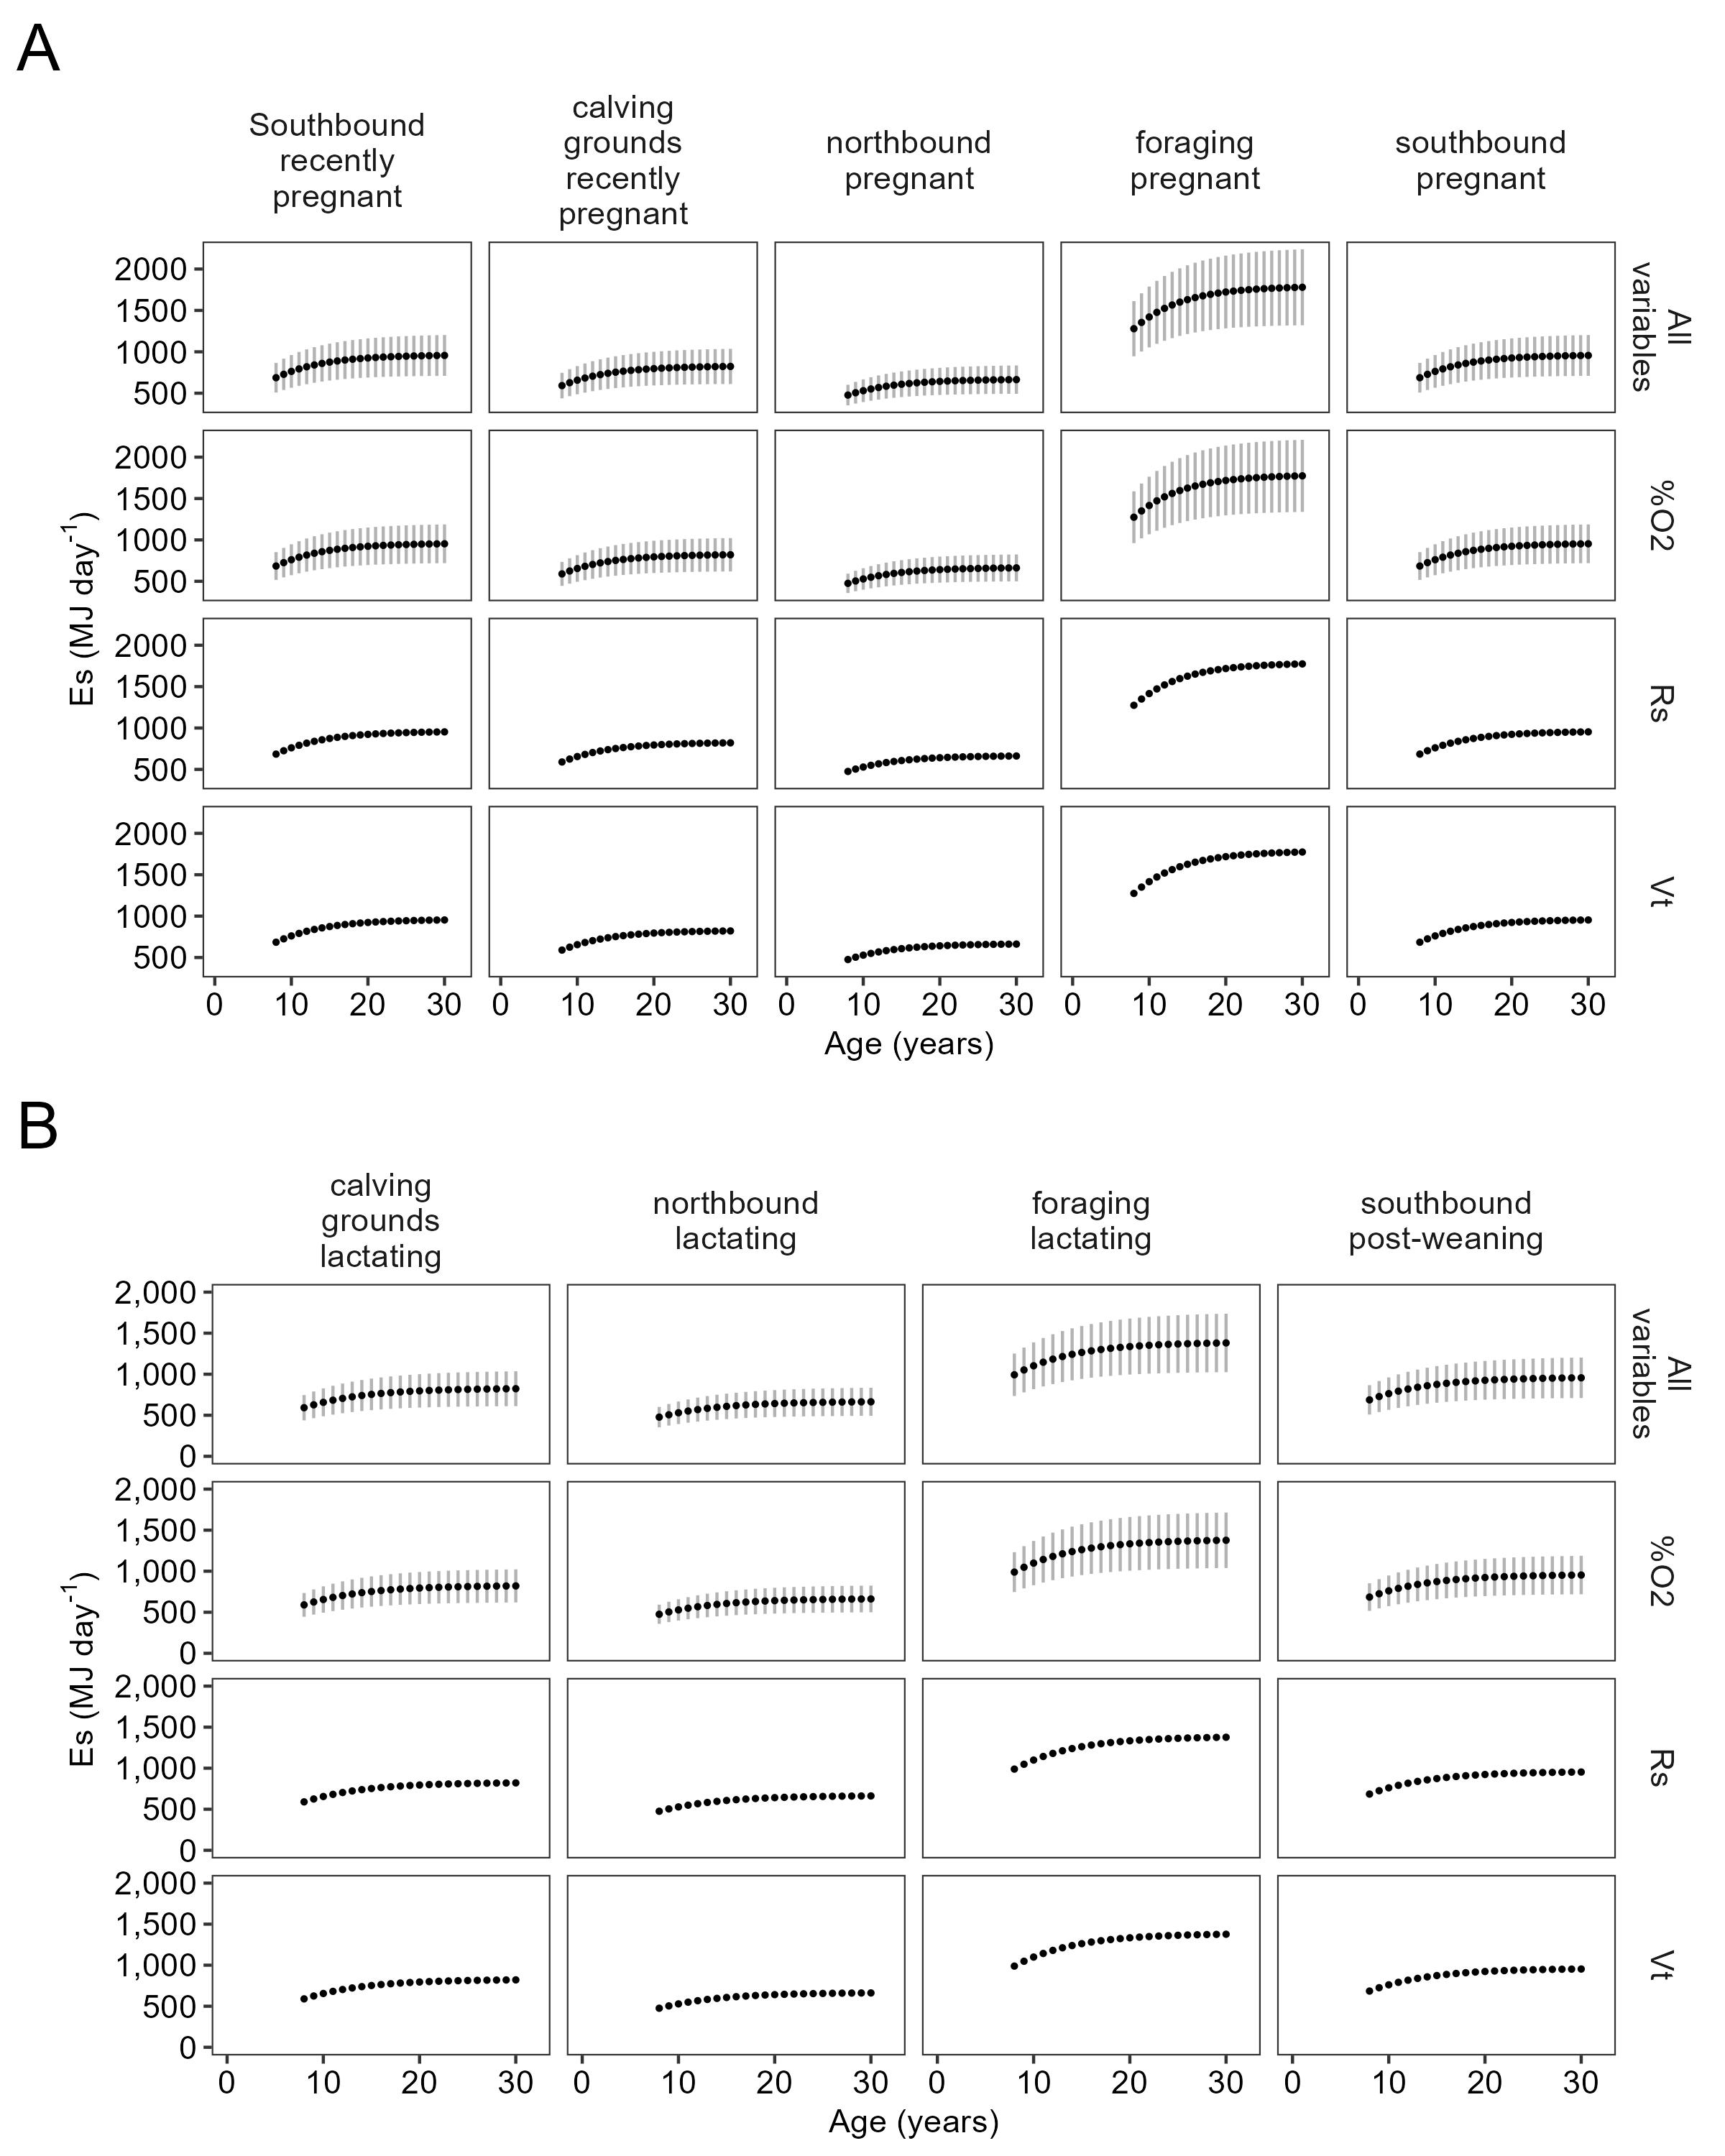 A
Southbound
recently
pregnant
calving
grounds
recently
pregnant
northbound
pregnant
foraging
pregnant
southbound
pregnant
Es (MJ day-1)
2000
1500
1000
500
All
variables
2000
1500
1000
500
%O2
2000
1500
1000
500
Rs
2000
1500
1000
500
Vt
0 10 20 30 0 10 20 30 0 10 20 30 0 10 20 30 0 10 20 30
Age (years)
B
calving
grounds
lactating
northbound
lactating
foraging
lactating
southbound
post-weaning
Es (MJ day-1)
2,000
1,500
1,000
500
0
All
variables
2,000
1,500
1,000
500
0
%O2
2,000
1,500
1,000
500
0
Rs
2,000
1,500
1,000
500
0
Vt
0 10 20 30 0 10 20 30 0 10 20 30 0 10 20 30
Age (years)